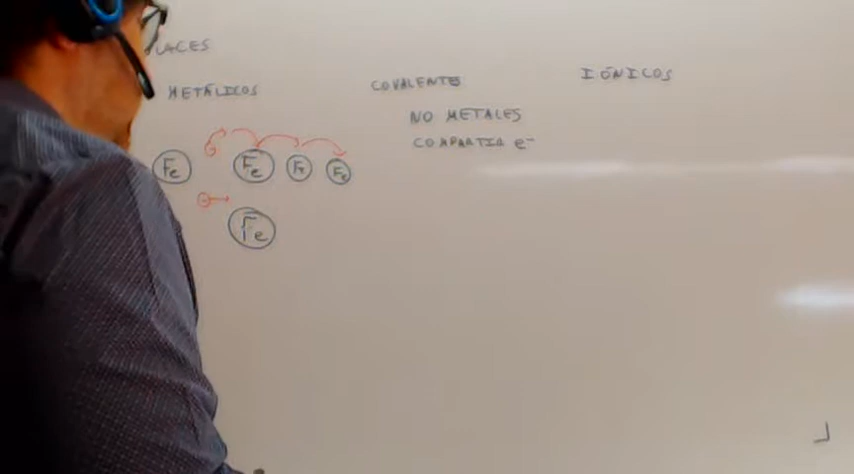 LACES
METÁLICOS
COVALENTES
IÓNICOS
NO METALES
COMPARTIR e⁻
Fe Fe Fe Fe
Fe